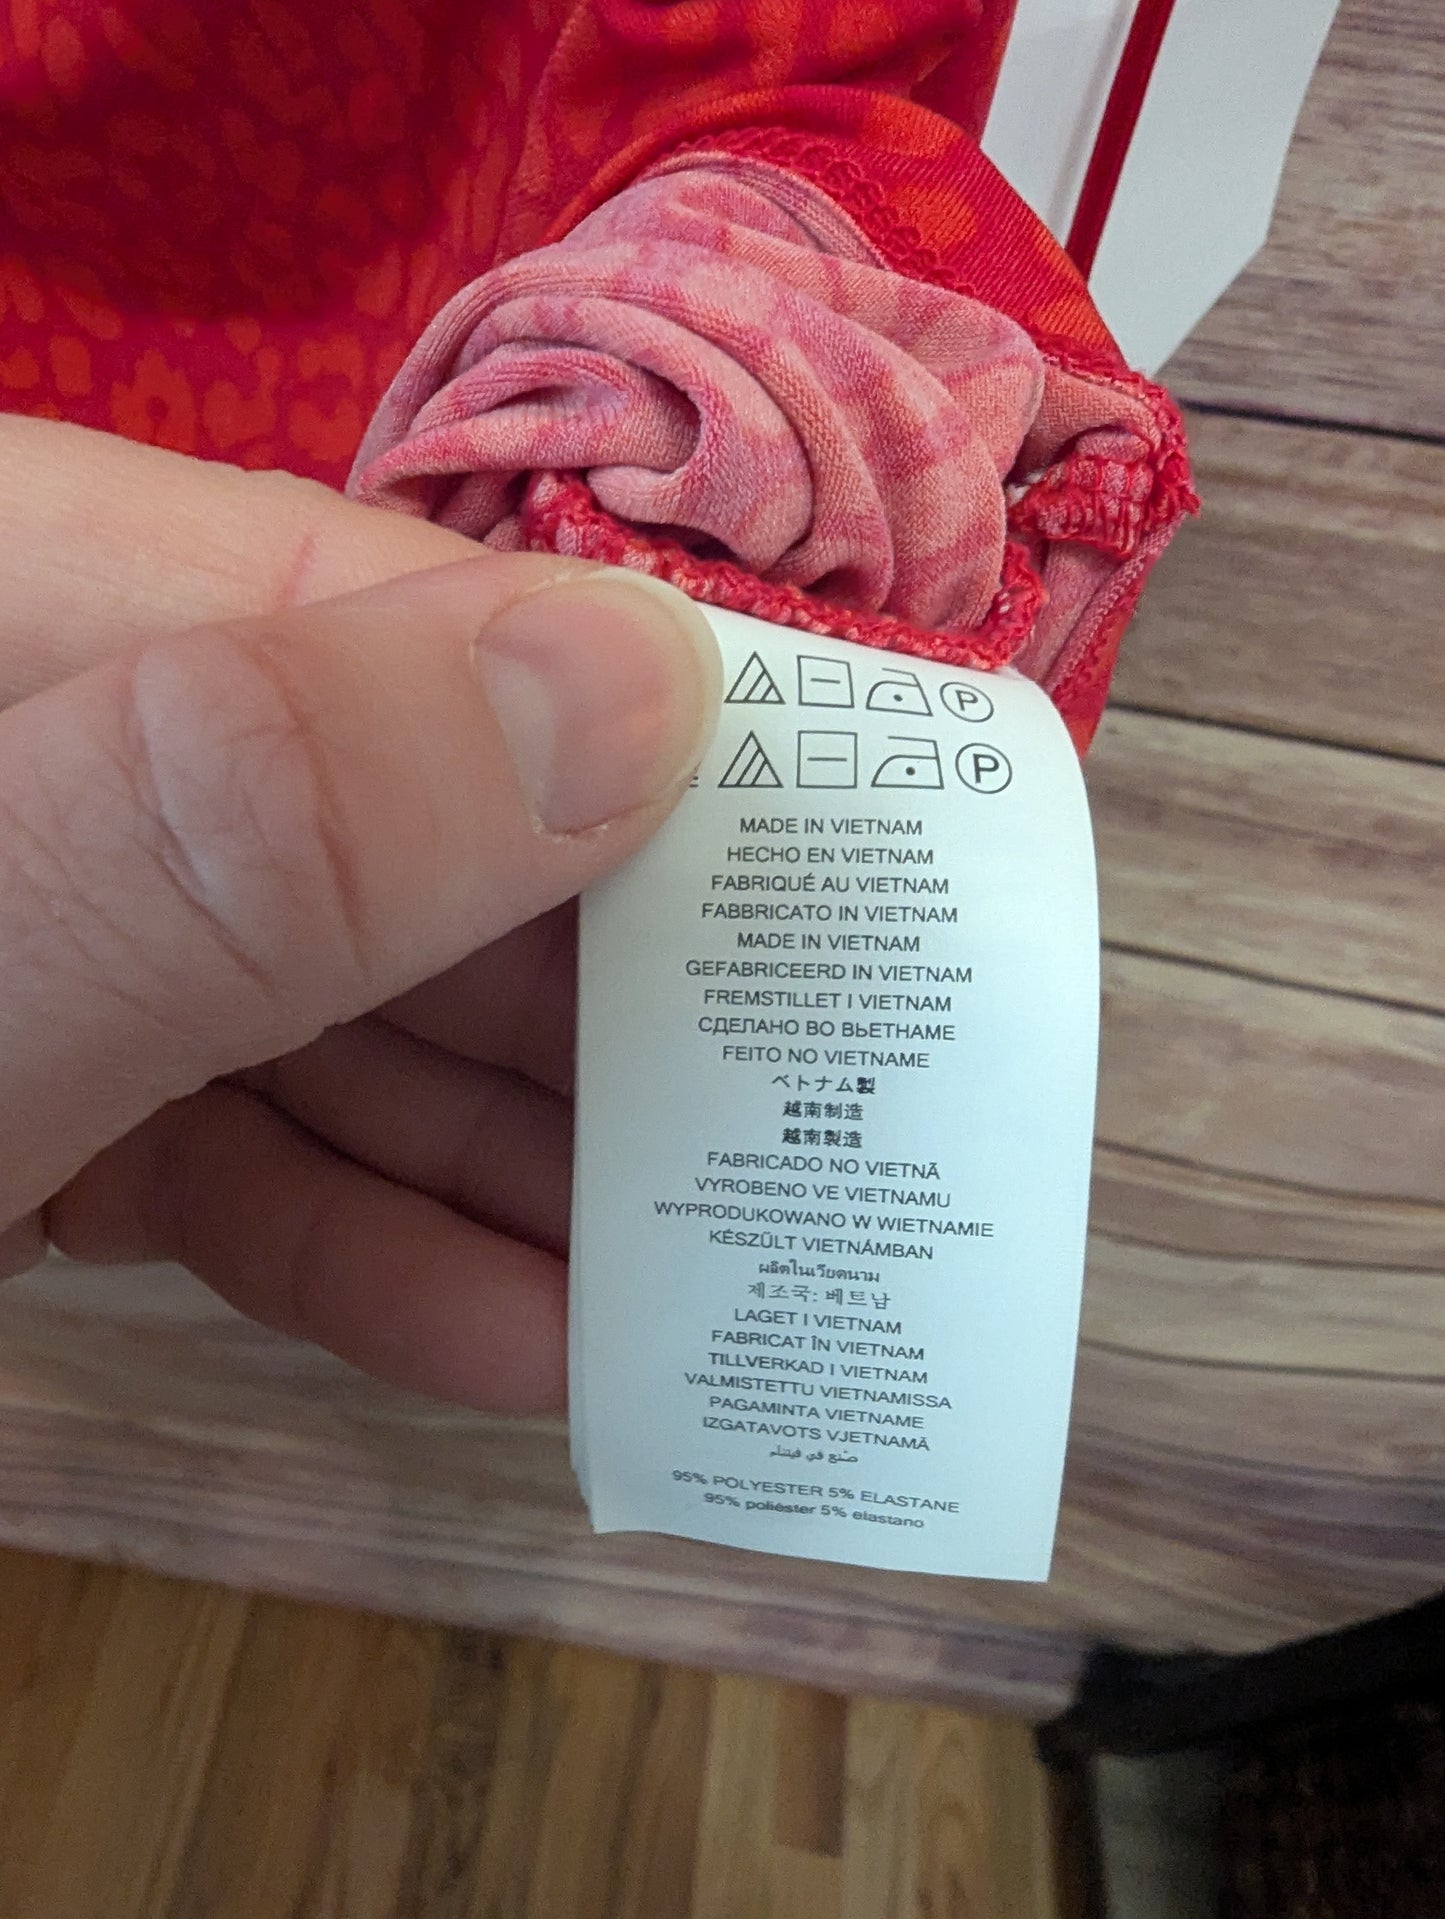 P
P
MADE IN VIETNAM
HECHO EN VIETNAM
FABRIQUÉ AU VIETNAM
FABBRICATO IN VIETNAM
MADE IN VIETNAM
GEFABRICEERD IN VIETNAM
FREMSTILLET I VIETNAM
СДЕЛАНО ВО ВЬЕТНАМЕ
FEITO NO VIETNAME
ベトナム製
越南制造
越南製造
FABRICADO NO VIETNÃ
VYROBENO VE VIETNAMU
WYPRODUKOWANO W WIETNAMIE
KÉSZÜLT VIETNÁMBAN
ผลิตในเวียดนาม
제조국: 베트남
LAGET I VIETNAM
FABRICAT ÎN VIETNAM
TILLVERKAD I VIETNAM
VALMISTETTU VIETNAMISSA
PAGAMINTA VIETNAME
IZGATAVOTS VJETNAMĀ
صنع في فيتنام
95% POLYESTER 5% ELASTANE
95% poliéster 5% elastano